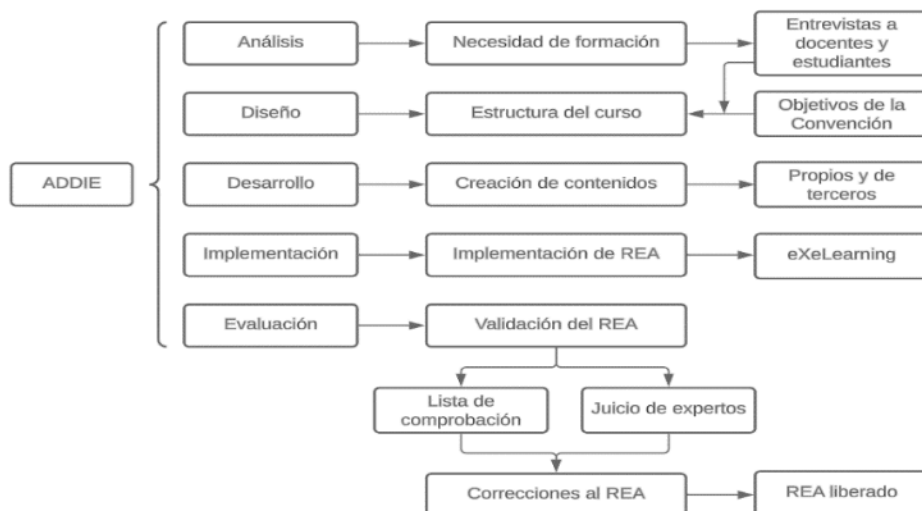 Análisis
Necesidad de formación
Entrevistas a
docentes y
estudiantes
Diseño
Estructura del curso
Objetivos de la
Convención
ADDIE
Desarrollo
Creación de contenidos
Propios y de
terceros
Implementación
Implementación de REA
eXeLearning
Evaluación
Validación del REA
Lista de
comprobación
Juicio de expertos
Correcciones al REA
REA liberado